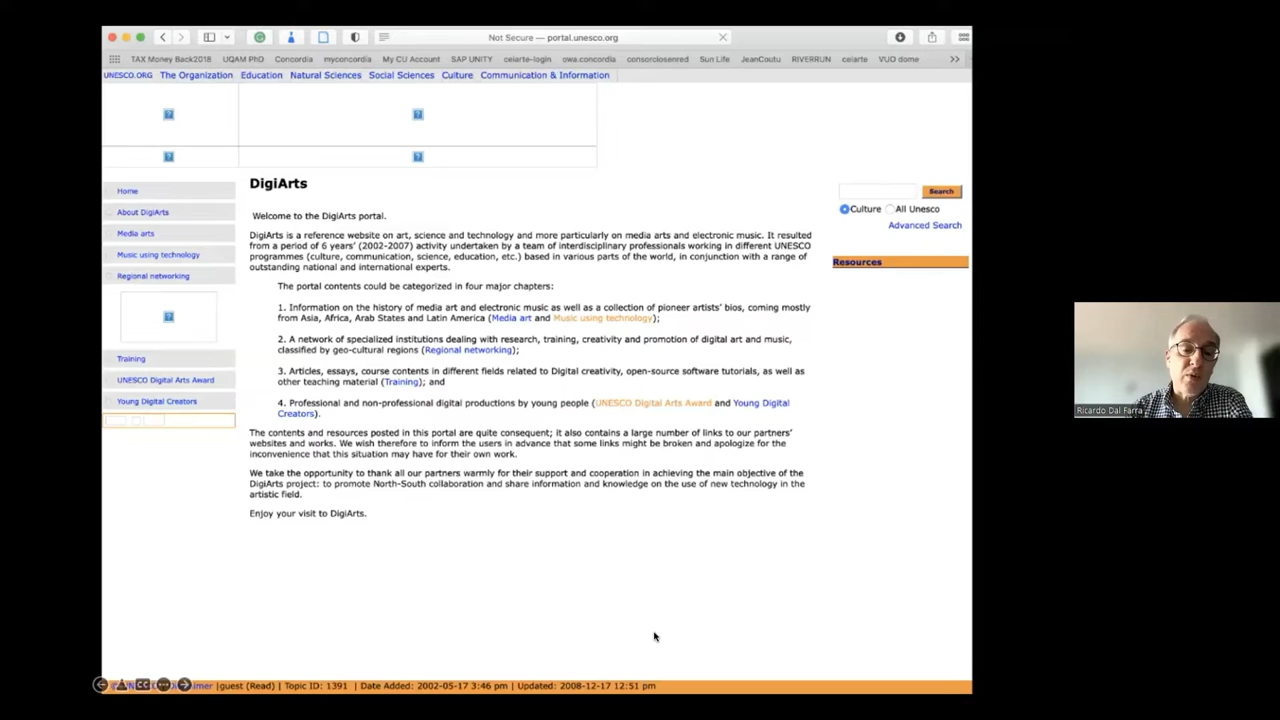 Not Secure — portal.unesco.org
TAX Money Back2018 UQAM PhD Concordia myconcordia My CU Account SAP UNITY ceiarte-login owa.concordia consorclosenred Sun Life JeanCoutu RIVERRUN ceiarte VUO dome
UNESCO.ORG The Organization Education Natural Sciences Social Sciences Culture Communication & Information
DigiArts
Home
Search
About DigiArts
Welcome to the DigiArts portal.
Culture All Unesco
Advanced Search
Media arts
DigiArts is a reference website on art, science and technology and more particularly on media arts and electronic music. It resulted
from a period of 6 years' (2002-2007) activity undertaken by a team of interdisciplinary professionals working in different UNESCO
Music using technology
programmes (culture, communication, science, education, etc.) based in various parts of the world, in conjunction with a range of
outstanding national and international experts.
Resources
Regional networking
The portal contents could be categorized in four major chapters:
1. Information on the history of media art and electronic music as well as a collection of pioneer artists' bios, coming mostly
from Asia, Africa, Arab States and Latin America (Media art and Music using technology);
2. A network of specialized institutions dealing with research, training, creativity and promotion of digital art and music,
classified by geo-cultural regions (Regional networking);
Training
3. Articles, essays, course contents in different fields related to Digital creativity, open-source software tutorials, as well as
other teaching material (Training); and
UNESCO Digital Arts Award
4. Professional and non-professional digital productions by young people (UNESCO Digital Arts Award and Young Digital
Creators).
Young Digital Creators
The contents and resources posted in this portal are quite consequent; it also contains a large number of links to our partners'
websites and works. We wish therefore to inform the users in advance that some links might be broken and apologize for the
inconvenience that this situation may have for their own work.
We take the opportunity to thank all our partners warmly for their support and cooperation in achieving the main objective of the
DigiArts project: to promote North-South collaboration and share information and knowledge on the use of new technology in the
artistic field.
Enjoy your visit to DigiArts.
|guest (Read) | Topic ID: 1391 | Date Added: 2002-05-17 3:46 pm | Updated: 2008-12-17 12:51 pm
Ricardo Dal Farra